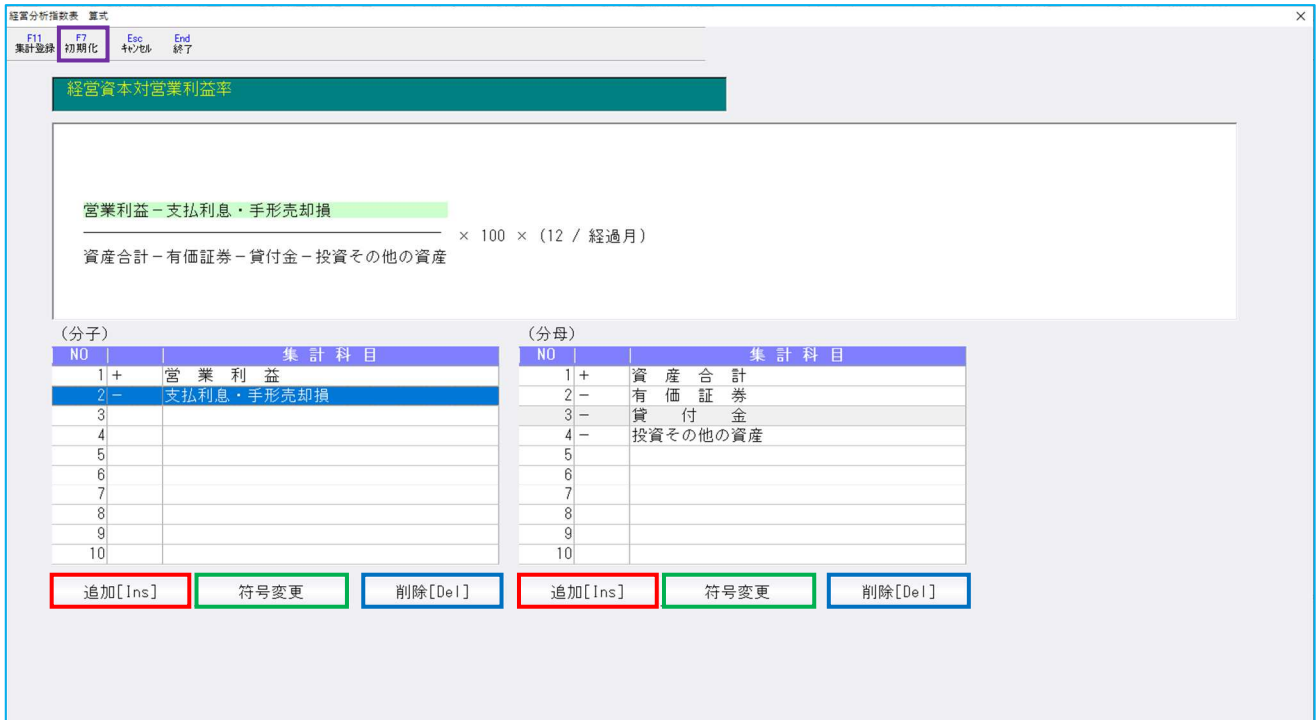 経営分析指数表 算式 ×
F11 F7 Esc End
集計登録 初期化 ｷｬﾝｾﾙ 終了
経営資本対営業利益率
営業利益－支払利息・手形売却損
× 100 × (12 / 経過月)
資産合計－有価証券－貸付金－投資その他の資産
(分子) (分母)
NO 集 計 科 目 NO 集 計 科 目
1 + 営 業 利 益 1 + 資 産 合 計
2 － 支払利息・手形売却損 2 － 有 価 証 券
3 3 － 貸 付 金
4 4 － 投資その他の資産
5 5
6 6
7 7
8 8
9 9
10 10
追加[Ins] 符号変更 削除[Del] 追加[Ins] 符号変更 削除[Del]